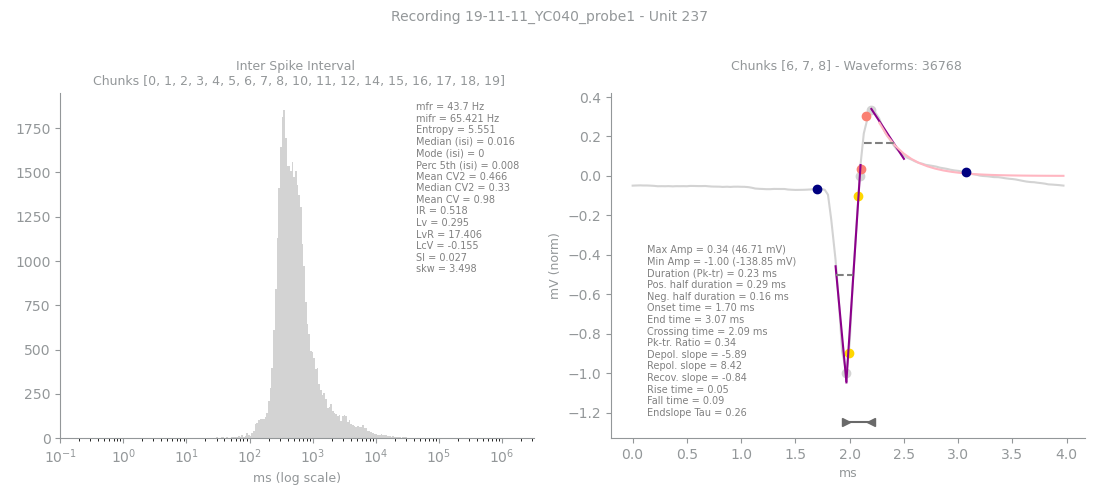 Recording 19-11-11_YC040_probe1 - Unit 237
Inter Spike Interval
Chunks [0, 1, 2, 3, 4, 5, 6, 7, 8, 10, 11, 12, 14, 15, 16, 17, 18, 19]
mfr = 43.7 Hz
mifr = 65.421 Hz
Entropy = 5.551
Median (isi) = 0.016
Mode (isi) = 0
Perc 5th (isi) = 0.008
Mean CV2 = 0.466
Median CV2 = 0.33
Mean CV = 0.98
IR = 0.518
Lv = 0.295
LvR = 17.406
LcV = -0.155
SI = 0.027
skw = 3.498
1750
1500
1250
1000
750
500
250
0
10⁻¹ 10⁰ 10¹ 10² 10³ 10⁴ 10⁵ 10⁶
ms (log scale)
Chunks [6, 7, 8] - Waveforms: 36768
mV (norm)
0.4
0.2
0.0
−0.2
−0.4
−0.6
−0.8
−1.0
−1.2
Max Amp = 0.34 (46.71 mV)
Min Amp = -1.00 (-138.85 mV)
Duration (Pk-tr) = 0.23 ms
Pos. half duration = 0.29 ms
Neg. half duration = 0.16 ms
Onset time = 1.70 ms
End time = 3.07 ms
Crossing time = 2.09 ms
Pk-tr. Ratio = 0.34
Depol. slope = -5.89
Repol. slope = 8.42
Recov. slope = -0.84
Rise time = 0.05
Fall time = 0.09
Endslope Tau = 0.26
0.0 0.5 1.0 1.5 2.0 2.5 3.0 3.5 4.0
ms